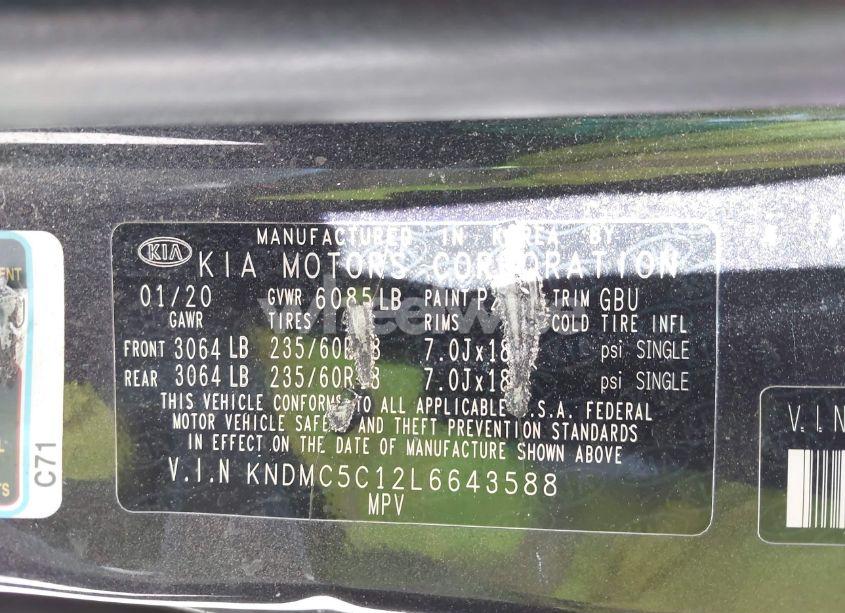 MANUFACTURED IN KOREA BY
KIA
KIA MOTORS CORPORATION
01/20 GVWR 6085LB PAINT TRIM GBU
GAWR TIRES RIMS COLD TIRE INFL
FRONT 3064 LB 235/60R18 7.0Jx18 psi SINGLE
REAR 3064 LB 235/60R18 7.0Jx18 psi SINGLE
THIS VEHICLE CONFORMS TO ALL APPLICABLE U.S.A. FEDERAL
MOTOR VEHICLE SAFETY AND THEFT PREVENTION STANDARDS
IN EFFECT ON THE DATE OF MANUFACTURE SHOWN ABOVE
V.I.N KNDMC5C12L6643588
MPV
C71
V.I.N